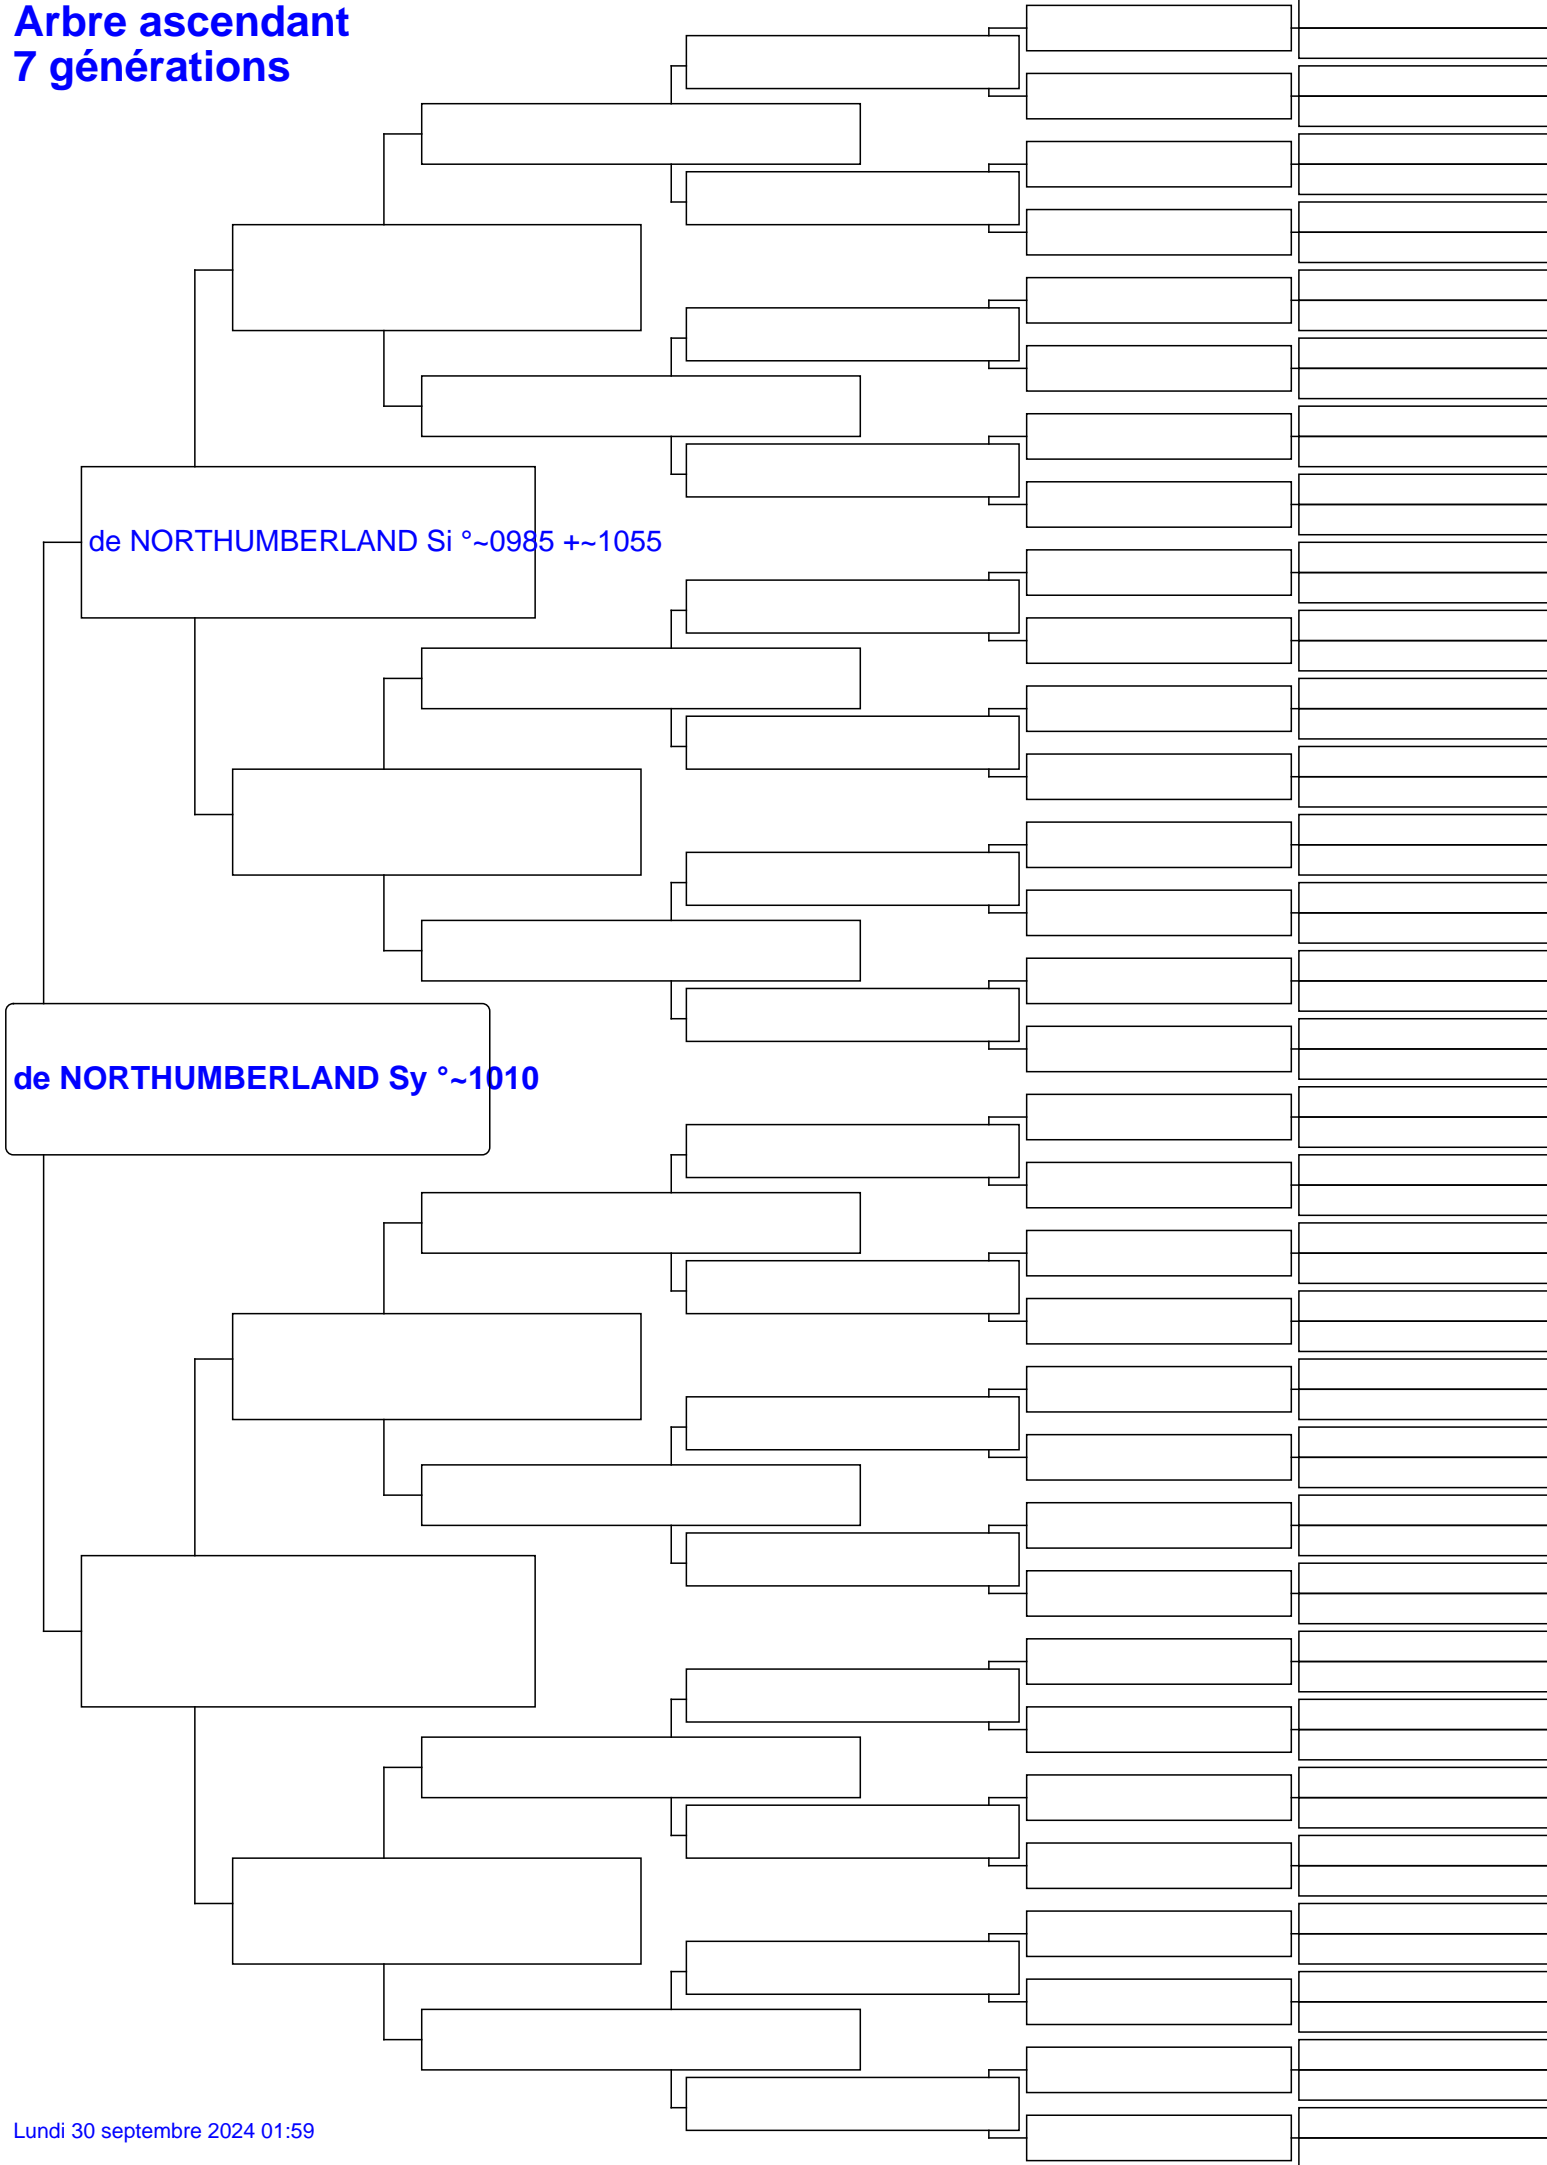 Arbre ascendant
7 générations
de NORTHUMBERLAND Si °~0985 +~1055
de NORTHUMBERLAND Sy °~1010
Lundi 30 septembre 2024 01:59